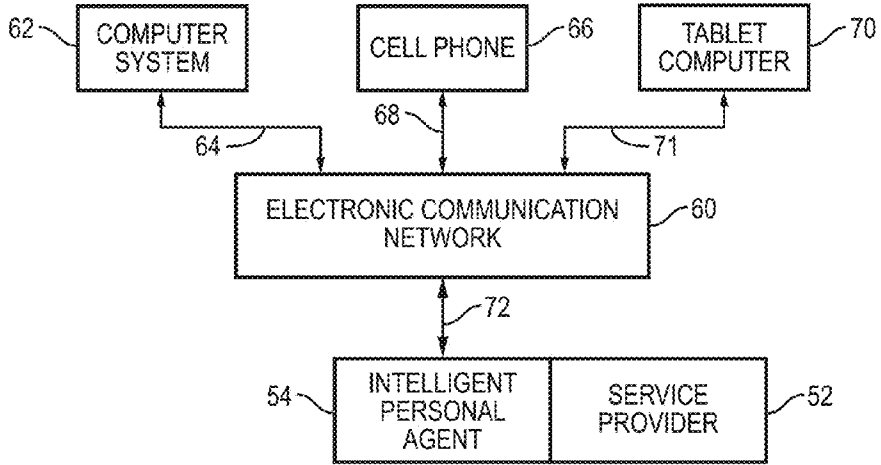 62
COMPUTER
SYSTEM
CELL PHONE
66
TABLET
COMPUTER
70
64
68
71
ELECTRONIC COMMUNICATION
NETWORK
60
72
54
INTELLIGENT
PERSONAL
AGENT
SERVICE
PROVIDER
52